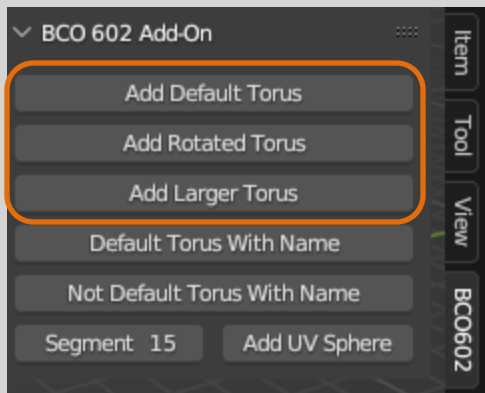 BCO 602 Add-On
Add Default Torus
Add Rotated Torus
Add Larger Torus
Default Torus With Name
Not Default Torus With Name
Segment 15 Add UV Sphere
Item
Tool
View
BCO602